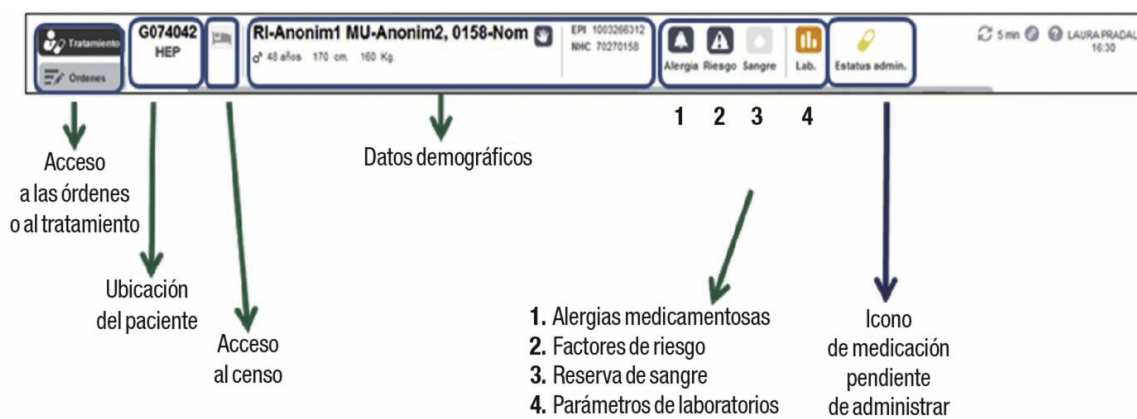 Tratamiento
Órdenes
G074042
HEP
RI-Anonim1 MU-Anonim2, 0158-Nom
48 años 170 cm. 160 Kg.
EPI 1003266312
NHC 70270158
Alergia Riesgo Sangre Lab. Estatus admin.
5 min LAURA PRADAL
16:30
1 2 3 4
Acceso
a las órdenes
o al tratamiento
Datos demográficos
Ubicación
del paciente
Acceso
al censo
1. Alergias medicamentosas
2. Factores de riesgo
3. Reserva de sangre
4. Parámetros de laboratorios
Icono
de medicación
pendiente
de administrar